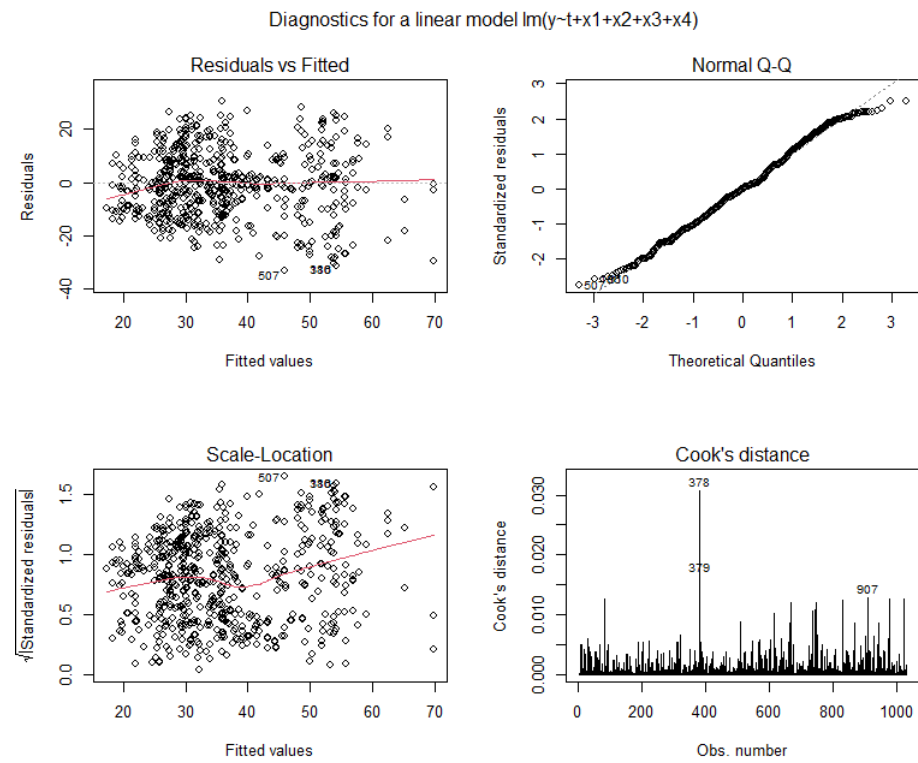 Diagnostics for a linear model lm(y~t+x1+x2+x3+x4)
Residuals vs Fitted
Residuals
20
0
-20
-40
507
20 30 40 50 60 70
Fitted values
Normal Q-Q
Standardized residuals
3
2
1
0
-1
-2
507
-3 -2 -1 0 1 2 3
Theoretical Quantiles
Scale-Location
√|Standardized residuals|
1.5
1.0
0.5
0.0
507
20 30 40 50 60 70
Fitted values
Cook's distance
Cook's distance
0.030
0.020
0.010
0.000
378
379
907
0 200 400 600 800 1000
Obs. number